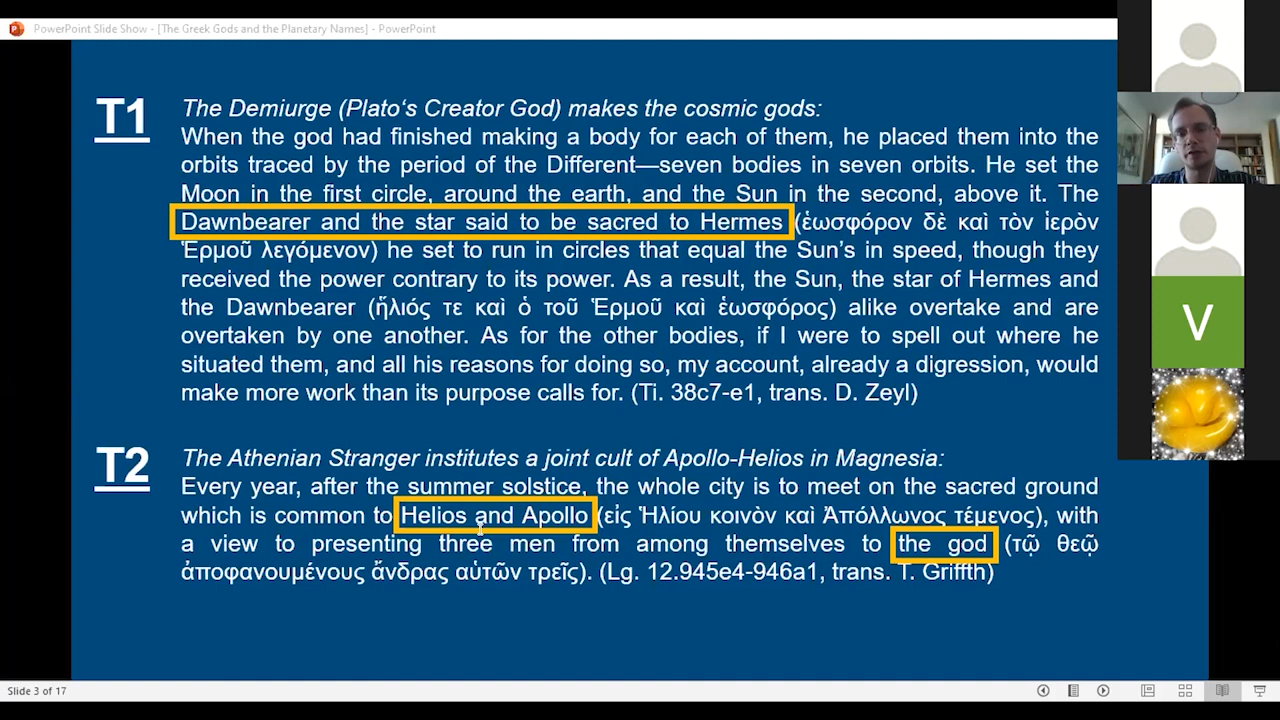 PowerPoint Slide Show - [The Greek Gods and the Planetary Names] - PowerPoint
T1
The Demiurge (Plato‘s Creator God) makes the cosmic gods:
When the god had finished making a body for each of them, he placed them into the
orbits traced by the period of the Different—seven bodies in seven orbits. He set the
Moon in the first circle, around the earth, and the Sun in the second, above it. The
Dawnbearer and the star said to be sacred to Hermes (ἑωσφόρον δὲ καὶ τὸν ἱερὸν
Ἑρμοῦ λεγόμενον) he set to run in circles that equal the Sun’s in speed, though they
received the power contrary to its power. As a result, the Sun, the star of Hermes and
the Dawnbearer (ἥλιός τε καὶ ὁ τοῦ Ἑρμοῦ καὶ ἑωσφόρος) alike overtake and are
overtaken by one another. As for the other bodies, if I were to spell out where he
situated them, and all his reasons for doing so, my account, already a digression, would
make more work than its purpose calls for. (Ti. 38c7-e1, trans. D. Zeyl)
T2
The Athenian Stranger institutes a joint cult of Apollo-Helios in Magnesia:
Every year, after the summer solstice, the whole city is to meet on the sacred ground
which is common to Helios and Apollo (εἰς Ἡλίου κοινὸν καὶ Ἀπόλλωνος τέμενος), with
a view to presenting three men from among themselves to the god (τῷ θεῷ
ἀποφανουμένους ἄνδρας αὑτῶν τρεῖς). (Lg. 12.945e4-946a1, trans. T. Griffth)
V
Slide 3 of 17